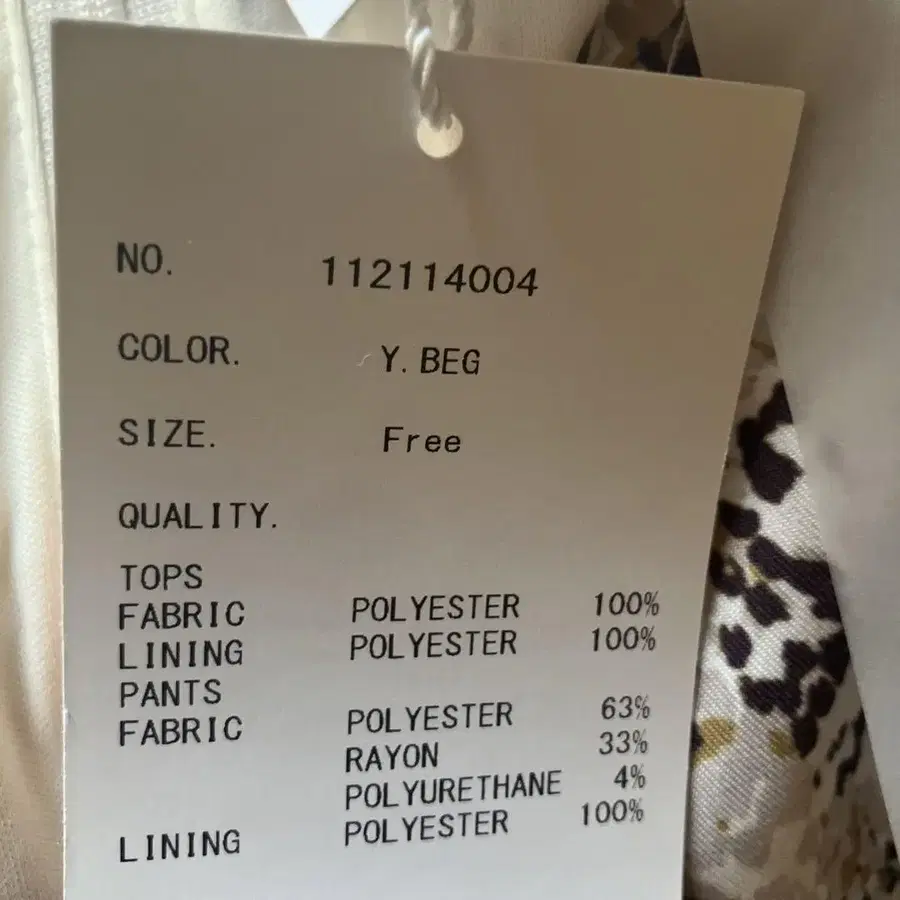 NO. 112114004
COLOR. Y. BEG
SIZE. Free
QUALITY.
TOPS
FABRIC POLYESTER 100%
LINING POLYESTER 100%
PANTS
FABRIC POLYESTER 63%
RAYON 33%
POLYURETHANE 4%
LINING POLYESTER 100%